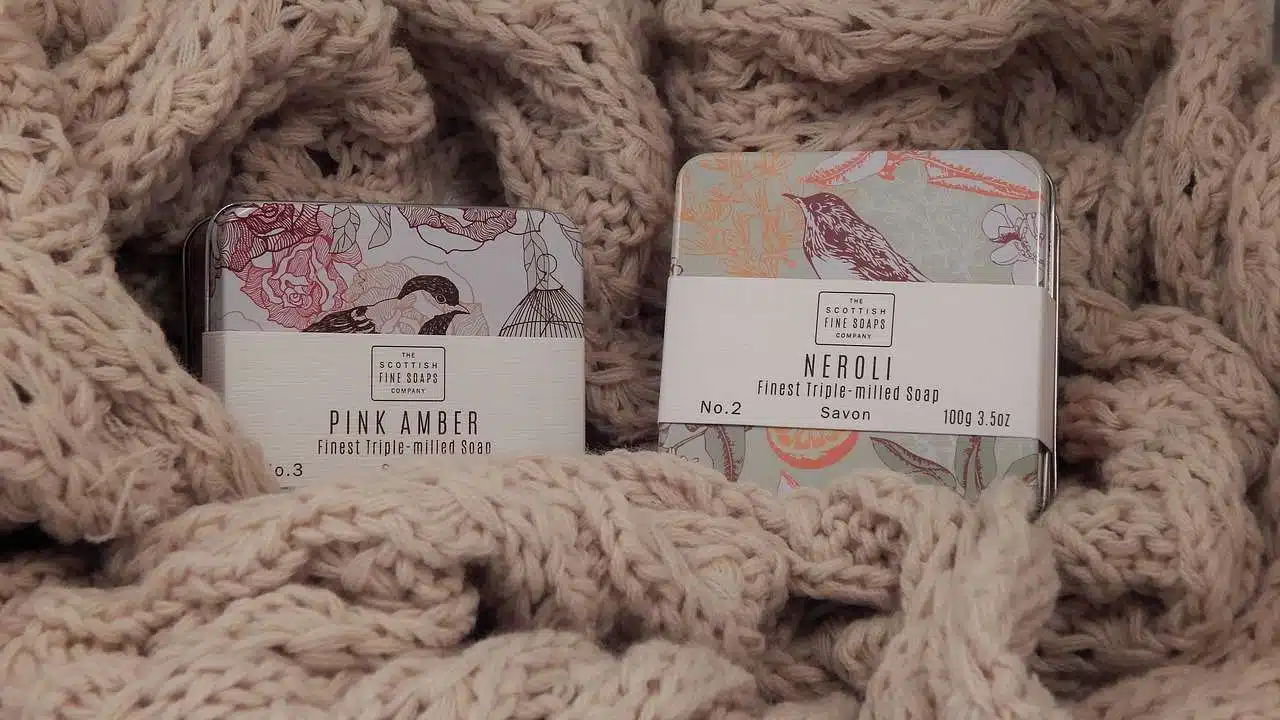 THE
SCOTTISH
FINE SOAPS
COMPANY
PINK AMBER
Finest Triple-milled Soap
o.3
THE
SCOTTISH
FINE SOAPS
COMPANY
NEROLI
Finest Triple-milled Soap
No.2 Savon 100g 3.5oz